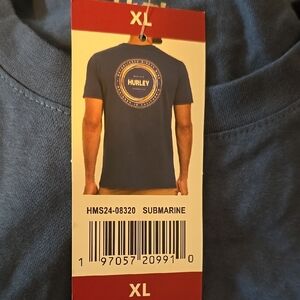 XL
HURLEY
HMS24-08320 SUBMARINE
1 97057 20991 0
XL